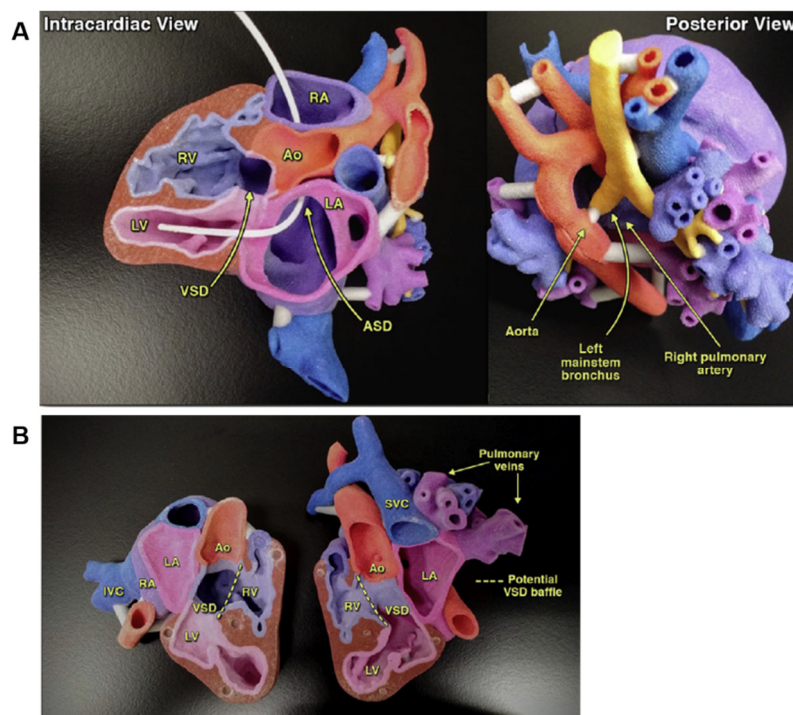 A
Intracardiac View
RA
RV
Ao
LV
LA
VSD
ASD
Posterior View
Aorta
Left
mainstem
bronchus
Right pulmonary
artery
B
LA
Ao
IVC
RA
VSD
RV
LV
Pulmonary
veins
SVC
Ao
LA
RV
VSD
LV
Potential
VSD baffle